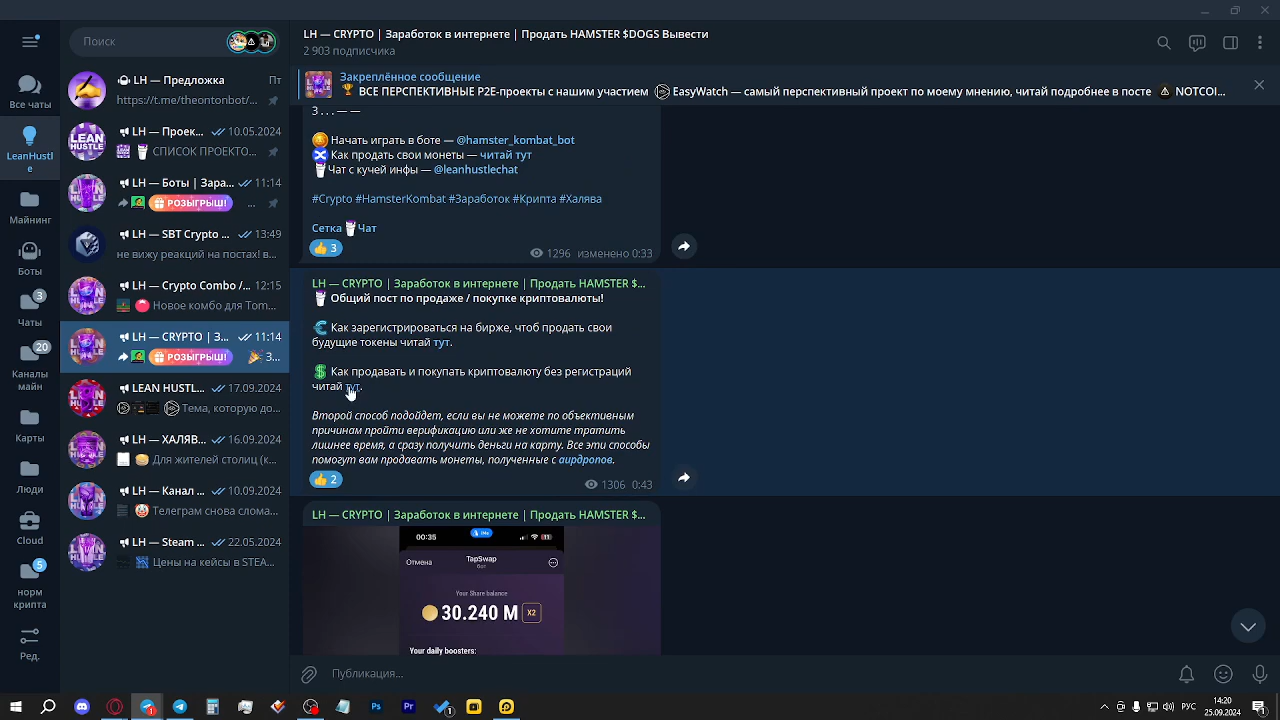 Поиск
Все чаты
LeanHustl
e
Майнинг
Боты
3
Чаты
20
Каналы
майн
Карты
Люди
Cloud
5
норм
крипта
Ред.
LH — Предложка
Пт
https://t.me/theontonbot/...
LH — Проек...
10.05.2024
СПИСОК ПРОЕКТО...
LH — Боты | Зара...
11:14
РОЗЫГРЫШ!
LH — SBT Crypto ...
13:49
не вижу реакций на постах! в...
LH — Crypto Combo /...
12:15
Новое комбо для Tom...
LH — CRYPTO | З...
11:14
РОЗЫГРЫШ!
З...
LEAN HUSTL...
17.09.2024
Тема, которую до...
LH — ХАЛЯВ...
16.09.2024
Для жителей столиц (к...
LH — Канал ...
10.09.2024
Телеграм снова слома...
LH — Steam ...
22.05.2024
Цены на кейсы в STEA...
LH — CRYPTO | Заработок в интернете | Продать HAMSTER $DOGS Вывести
2 903 подписчика
Закреплённое сообщение
ВСЕ ПЕРСПЕКТИВНЫЕ P2E-проекты с нашим участием EasyWatch — самый перспективный проект по моему мнению, читай подробнее в посте NOTCOI...
Начать играть в боте — @hamster_kombat_bot
Как продать свои монеты — читай тут
Чат с кучей инфы — @leanhustlechat
#Crypto #HamsterKombat #Заработок #Крипта #Халява
Сетка Чат
3
1296 изменено 0:33
LH — CRYPTO | Заработок в интернете | Продать HAMSTER $...
Общий пост по продаже / покупке криптовалюты!
Как зарегистрироваться на бирже, чтоб продать свои
будущие токены читай тут.
Как продавать и покупать криптовалюту без регистраций
читай тут.
Второй способ подойдет, если вы не можете по объективным
причинам пройти верификацию или же не хотите тратить
лишнее время, а сразу получить деньги на карту. Все эти способы
помогут вам продавать монеты, полученные с аирдропов.
2
1306 0:43
LH — CRYPTO | Заработок в интернете | Продать HAMSTER $...
00:35
iMe
11
Отмена
TapSwap
бот
Your Share balance
30.240 M
X2
Your daily boosters:
Публикация...
РУС
14:20
25.09.2024